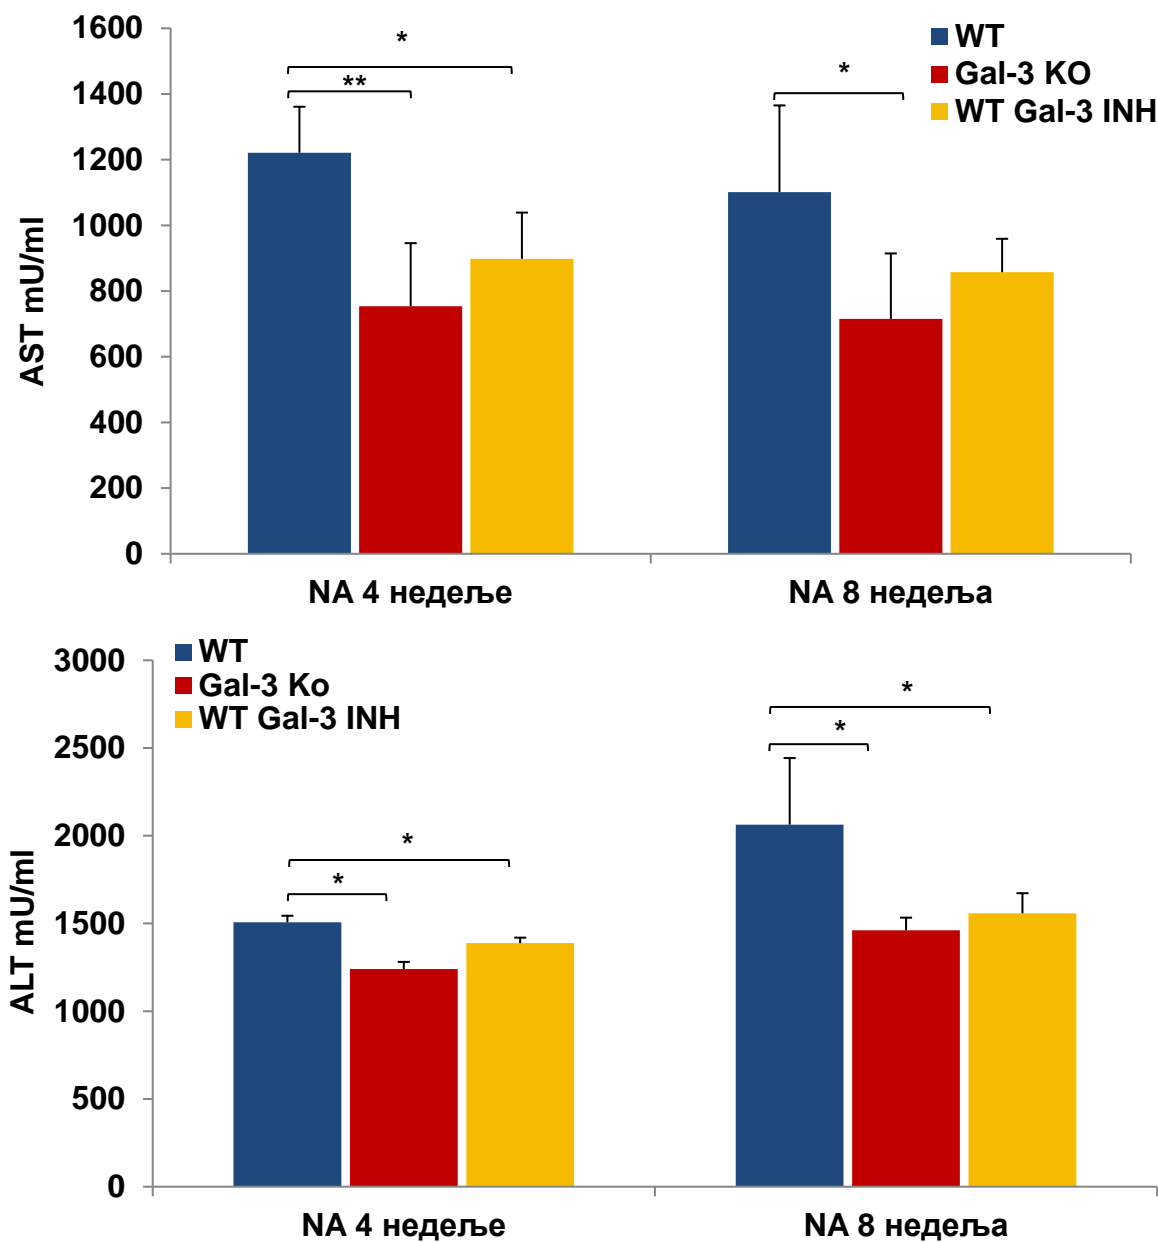 1600
1400
1200
1000
800
600
400
200
0
AST mU/ml
*
**
*
WT
Gal-3 KO
WT Gal-3 INH
NA 4 недеље
NA 8 недеља
3000
2500
2000
1500
1000
500
0
ALT mU/ml
WT
Gal-3 Ko
WT Gal-3 INH
*
*
*
*
NA 4 недеље
NA 8 недеља